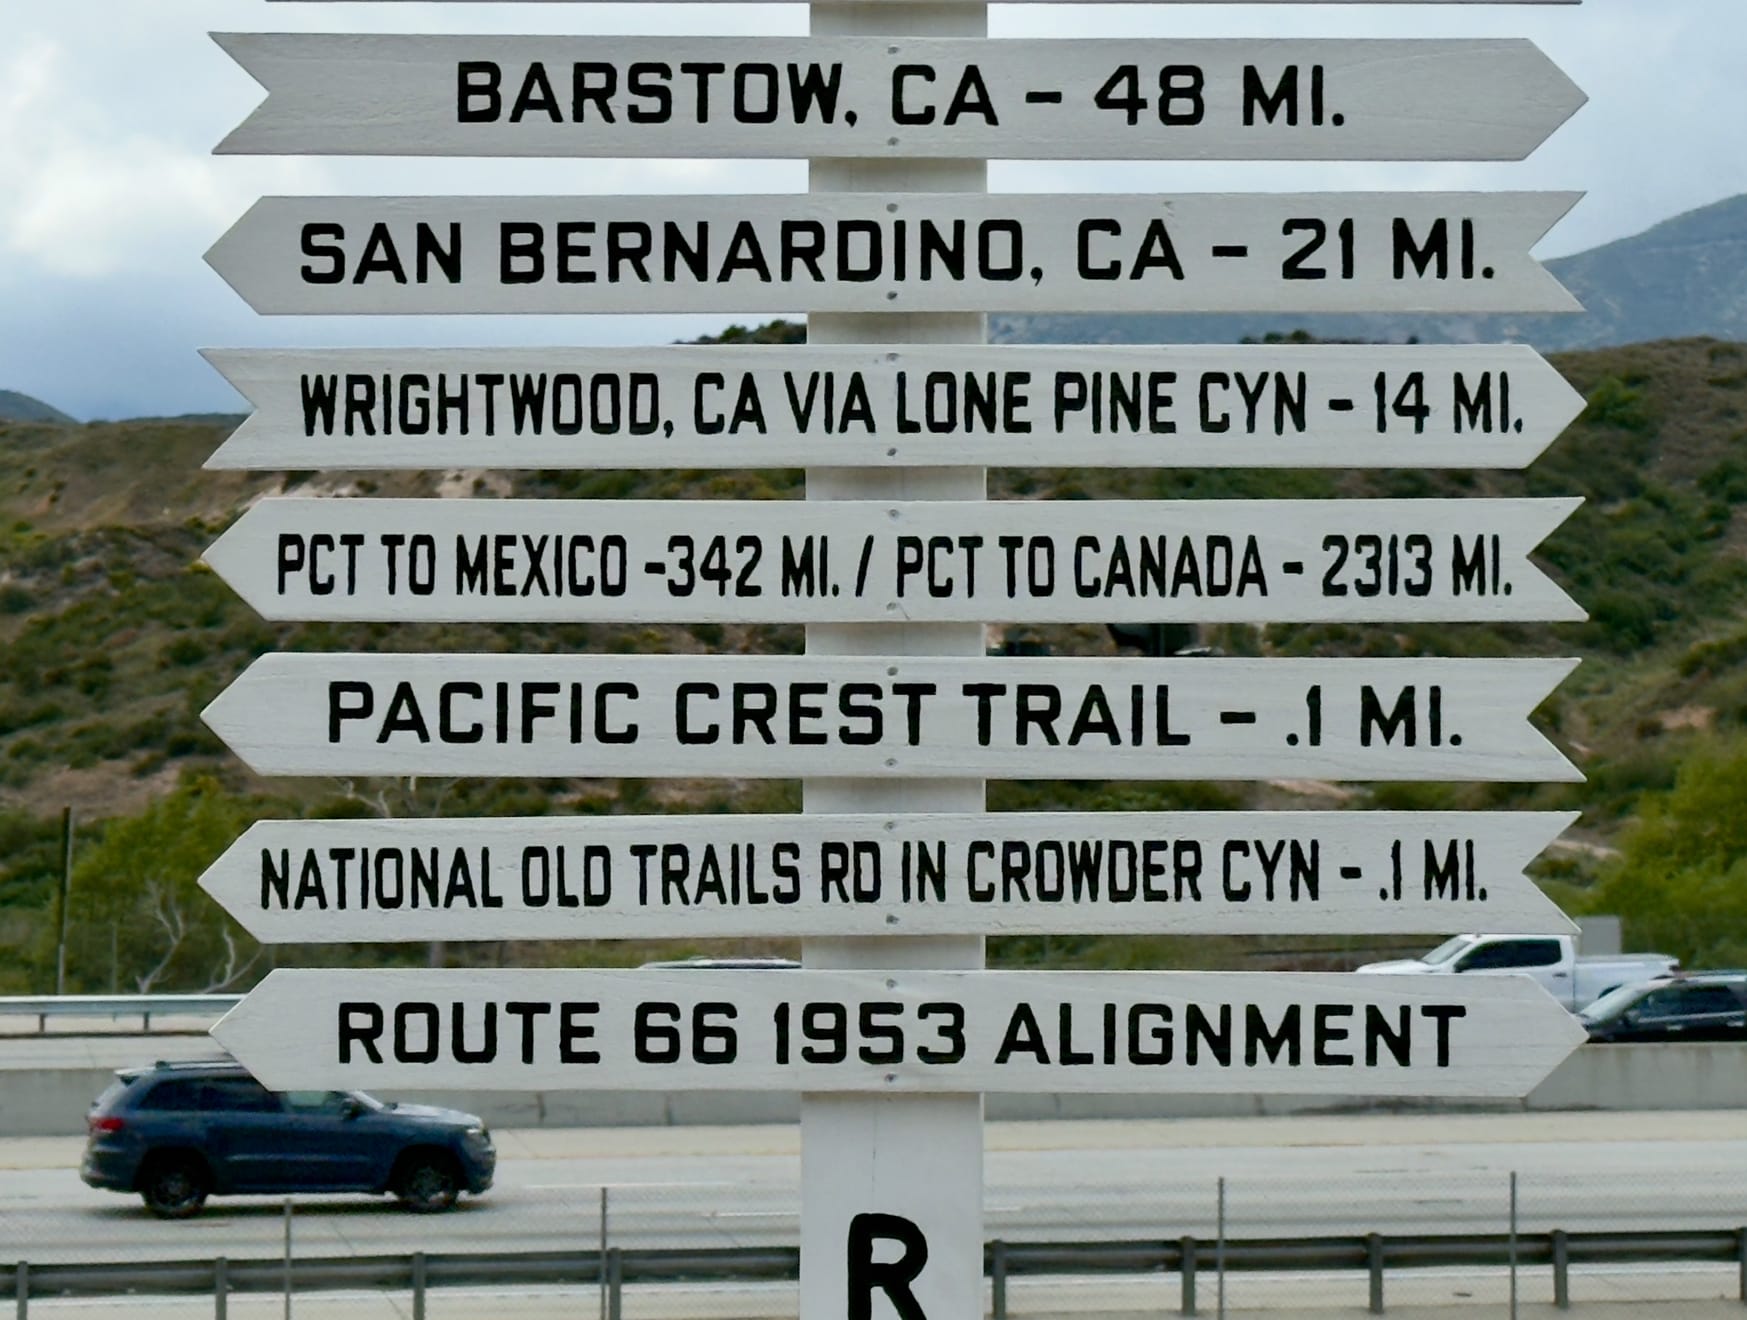 BARSTOW, CA - 48 MI.
SAN BERNARDINO, CA - 21 MI.
WRIGHTWOOD, CA VIA LONE PINE CYN - 14 MI.
PCT TO MEXICO -342 MI. / PCT TO CANADA - 2313 MI.
PACIFIC CREST TRAIL - .1 MI.
NATIONAL OLD TRAILS RD IN CROWDER CYN - .1 MI.
ROUTE 66 1953 ALIGNMENT
R